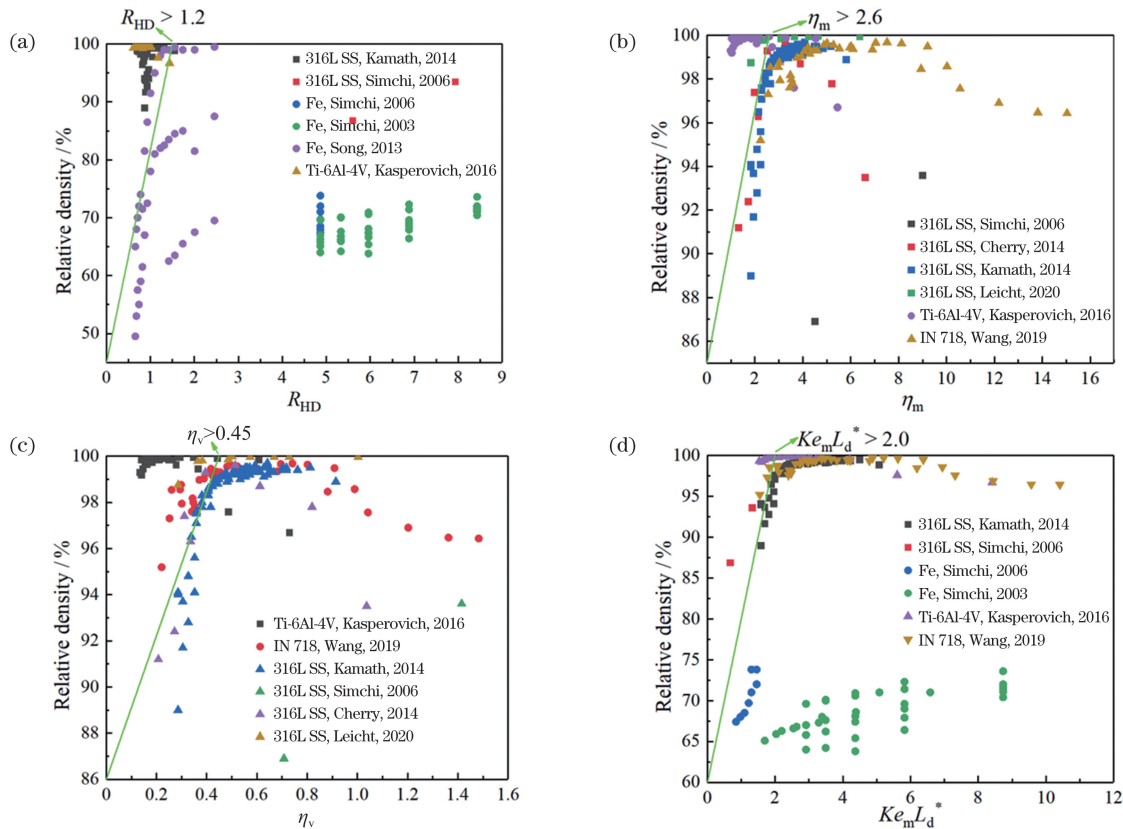 (a)
R_HD > 1.2
100
90
80
70
60
50
Relative density / %
0
1
2
3
4
5
6
7
8
9
R_HD
316L SS, Kamath, 2014
316L SS, Simchi, 2006
Fe, Simchi, 2006
Fe, Simchi, 2003
Fe, Song, 2013
Ti-6Al-4V, Kasperovich, 2016
(b)
η_m > 2.6
100
98
96
94
92
90
88
86
Relative density / %
0
2
4
6
8
10
12
14
16
η_m
316L SS, Simchi, 2006
316L SS, Cherry, 2014
316L SS, Kamath, 2014
316L SS, Leicht, 2020
Ti-6Al-4V, Kasperovich, 2016
IN 718, Wang, 2019
(c)
η_v>0.45
100
98
96
94
92
90
88
86
Relative density / %
0
0.2
0.4
0.6
0.8
1.0
1.2
1.4
1.6
η_v
Ti-6Al-4V, Kasperovich, 2016
IN 718, Wang, 2019
316L SS, Kamath, 2014
316L SS, Simchi, 2006
316L SS, Cherry, 2014
316L SS, Leicht, 2020
(d)
Ke_m L_d^* > 2.0
100
95
90
85
80
75
70
65
60
Relative density / %
0
2
4
6
8
10
12
Ke_m L_d^*
316L SS, Kamath, 2014
316L SS, Simchi, 2006
Fe, Simchi, 2006
Fe, Simchi, 2003
Ti-6Al-4V, Kasperovich, 2016
IN 718, Wang, 2019